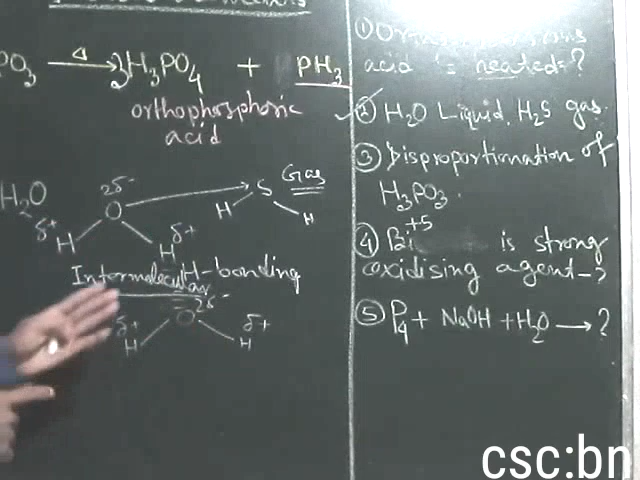 PO3 —Δ→ 3H3PO4 + PH3
orthophosphoric
acid
H2O 2δ- O → S Gas
H H
δ+ H H δ+
Intermolecular H-bonding
O 2δ-
δ+ H H δ+
①
acid is heated = ?
② H2O Liquid, H2S gas
③ Disproportionation of
H3PO3.
④ Bi+5 is strong
oxidising agent - ?
⑤ P4 + NaOH + H2O → ?
csc:bn